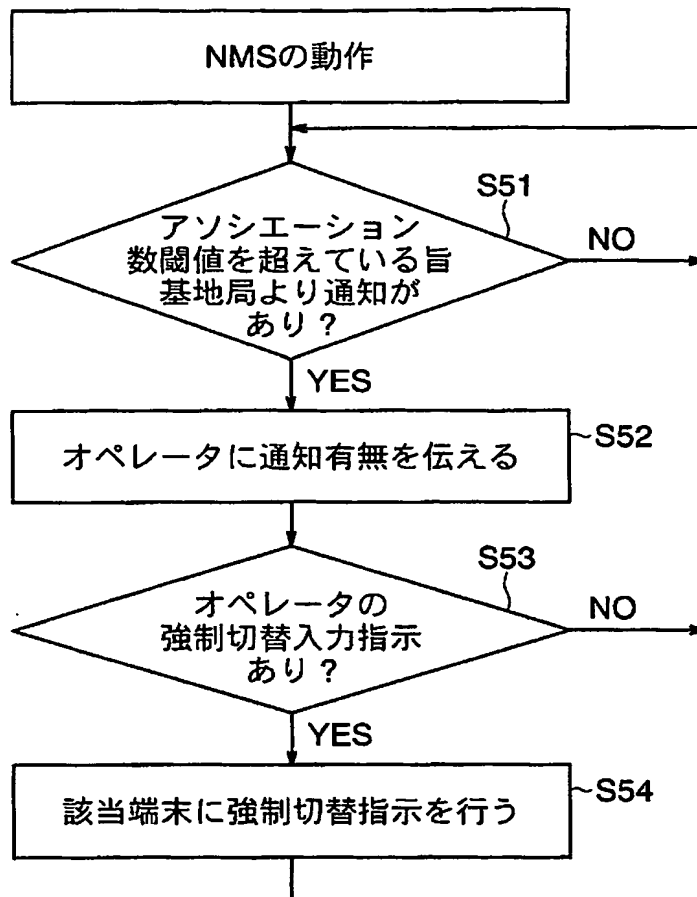 NMSの動作
S51
アソシエーション
数閾値を超えている旨
基地局より通知が
あり?
NO
YES
オペレータに通知有無を伝える
S52
S53
オペレータの
強制切替入力指示
あり?
NO
YES
該当端末に強制切替指示を行う
S54